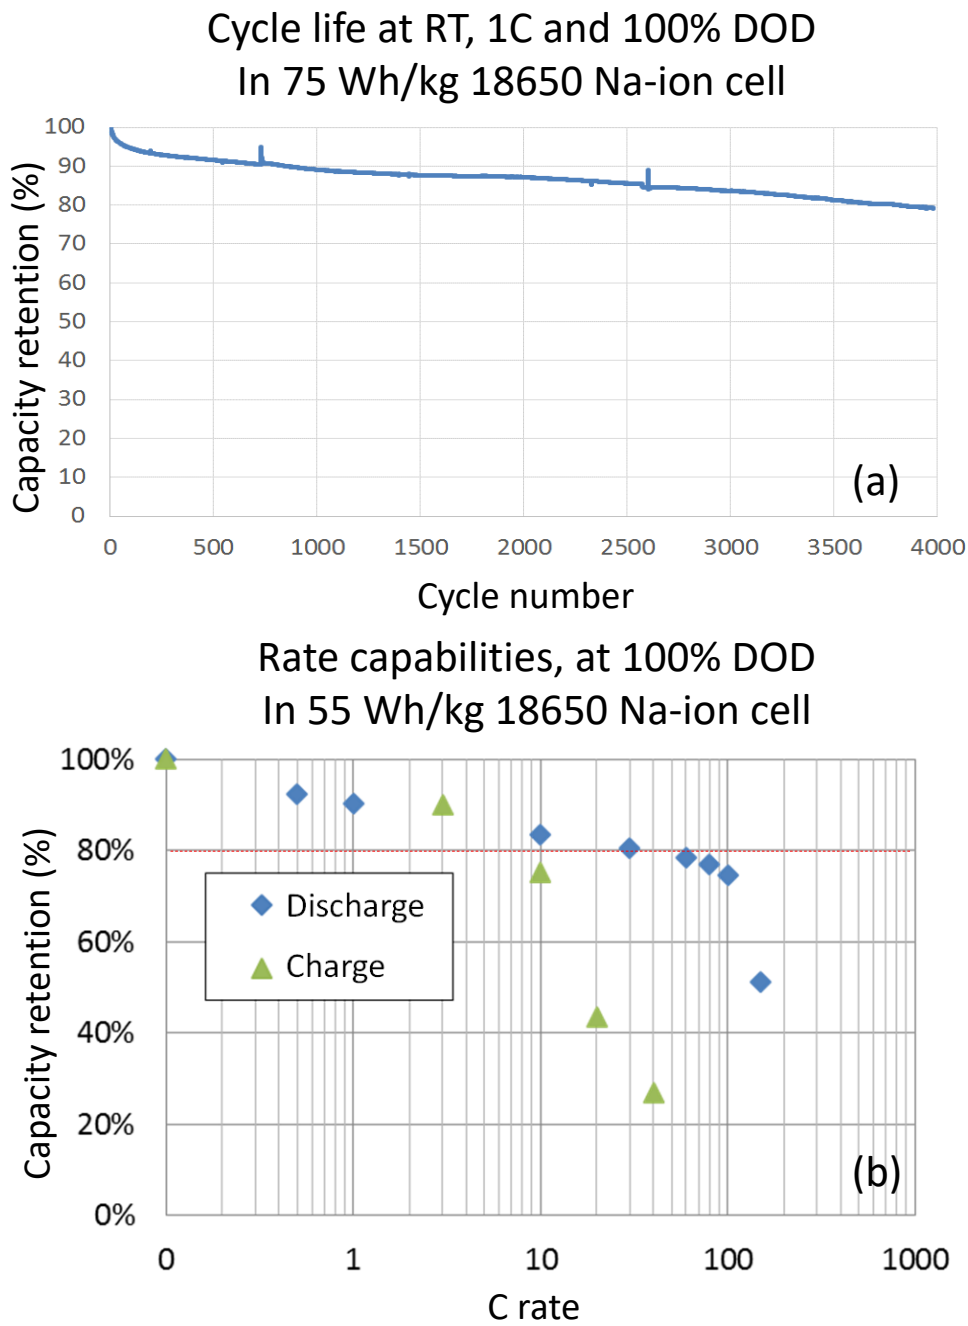 Cycle life at RT, 1C and 100% DOD
In 75 Wh/kg 18650 Na-ion cell
Capacity retention (%)
100
90
80
70
60
50
40
30
20
10
0
(a)
0 500 1000 1500 2000 2500 3000 3500 4000
Cycle number
Rate capabilities, at 100% DOD
In 55 Wh/kg 18650 Na-ion cell
Capacity retention (%)
100%
80%
60%
40%
20%
0%
Discharge
Charge
(b)
0 1 10 100 1000
C rate